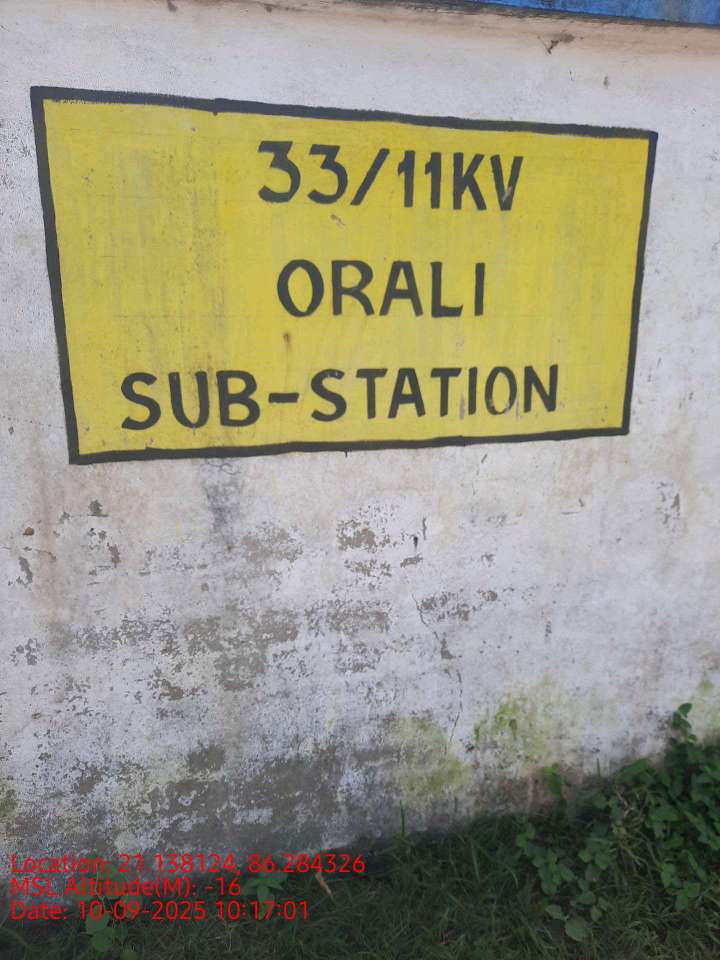 33/11KV
ORALI
SUB-STATION
Location: 21.138124, 86.284326
MSL Altitude(M): -16
Date: 10-09-2025 10:17:01